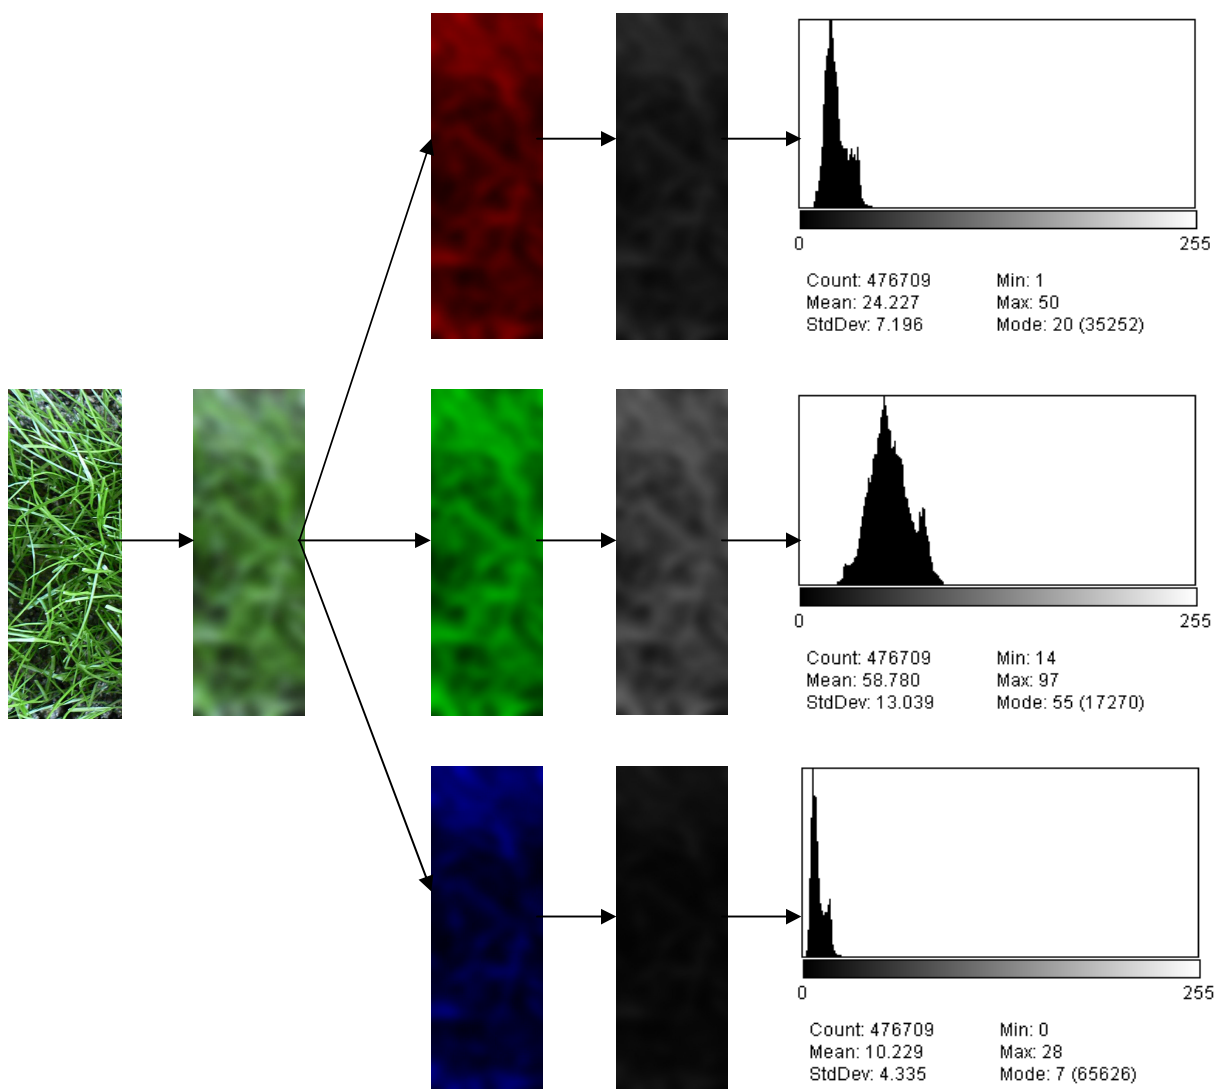 0 255
Count: 476709 Min: 1
Mean: 24.227 Max: 50
StdDev: 7.196 Mode: 20 (35252)
0 255
Count: 476709 Min: 14
Mean: 58.780 Max: 97
StdDev: 13.039 Mode: 55 (17270)
0 255
Count: 476709 Min: 0
Mean: 10.229 Max: 28
StdDev: 4.335 Mode: 7 (65626)